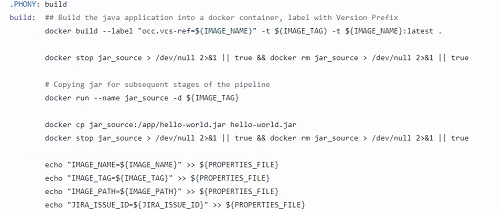 .PHONY: build
build:  ## Build the java application into a docker container, label with Version Prefix
docker build --label "occ.vcs-ref=$(IMAGE_NAME)" -t $(IMAGE_TAG) -t ${IMAGE_NAME}:latest .
docker stop jar_source > /dev/null 2>&1 || true && docker rm jar_source > /dev/null 2>&1 || true
# Copying jar for subsequent stages of the pipeline
docker run --name jar_source -d ${IMAGE_TAG}
docker cp jar_source:/app/hello-world.jar hello-world.jar
docker stop jar_source > /dev/null 2>&1 || true && docker rm jar_source > /dev/null 2>&1 || true
echo "IMAGE_NAME=${IMAGE_NAME}" >> ${PROPERTIES_FILE}
echo "IMAGE_TAG=${IMAGE_TAG}" >> ${PROPERTIES_FILE}
echo "IMAGE_PATH=${IMAGE_PATH}" >> ${PROPERTIES_FILE}
echo "JIRA_ISSUE_ID=${JIRA_ISSUE_ID}" >> ${PROPERTIES_FILE}